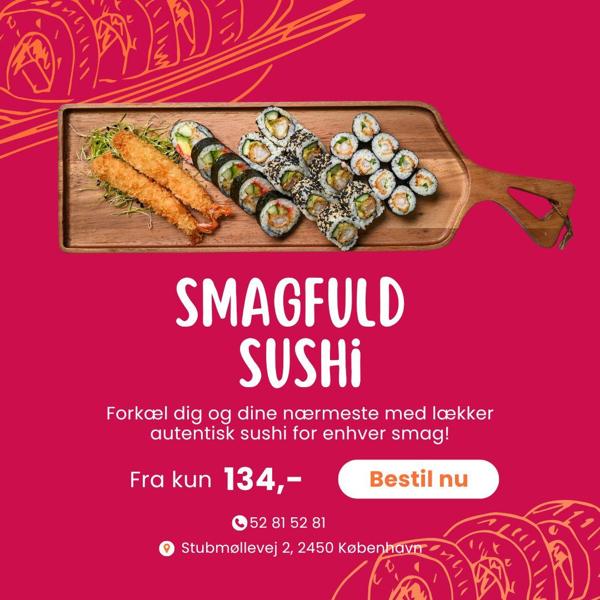 SMAGFULD
SUSHi
Forkæl dig og dine nærmeste med lækker
autentisk sushi for enhver smag!
Fra kun 134,-
Bestil nu
52 81 52 81
Stubmøllevej 2, 2450 København